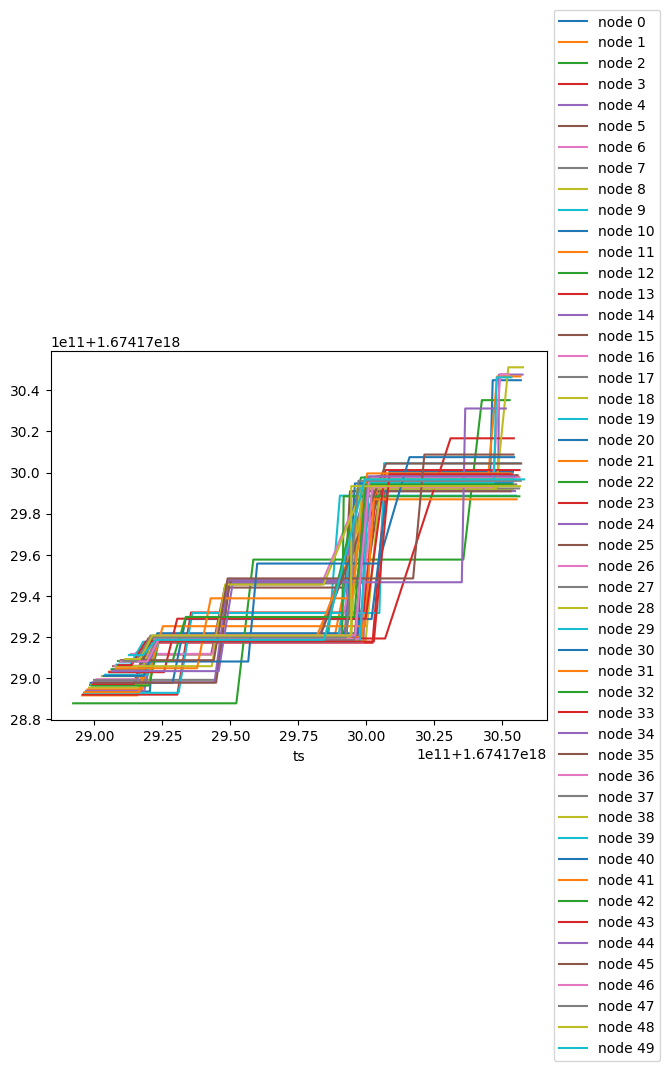 1e11+1.67417e18
30.4
30.2
30.0
29.8
29.6
29.4
29.2
29.0
28.8
29.00 29.25 29.50 29.75 30.00 30.25 30.50
ts
1e11+1.67417e18
node 0
node 1
node 2
node 3
node 4
node 5
node 6
node 7
node 8
node 9
node 10
node 11
node 12
node 13
node 14
node 15
node 16
node 17
node 18
node 19
node 20
node 21
node 22
node 23
node 24
node 25
node 26
node 27
node 28
node 29
node 30
node 31
node 32
node 33
node 34
node 35
node 36
node 37
node 38
node 39
node 40
node 41
node 42
node 43
node 44
node 45
node 46
node 47
node 48
node 49